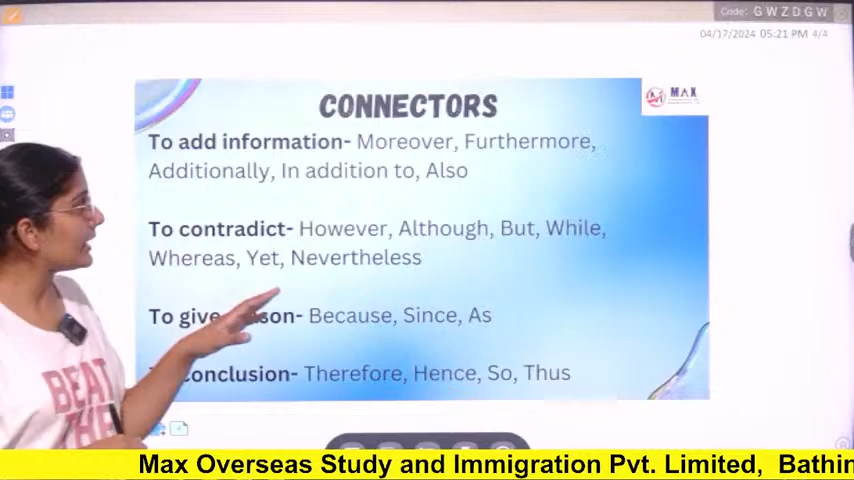 Code: G W Z D G W
04/17/2024 05:21 PM 4/4
CONNECTORS
MAX
To add information- Moreover, Furthermore,
Additionally, In addition to, Also
To contradict- However, Although, But, While,
Whereas, Yet, Nevertheless
To give son- Because, Since, As
conclusion- Therefore, Hence, So, Thus
BEAT
THE
Max Overseas Study and Immigration Pvt. Limited, Bathin